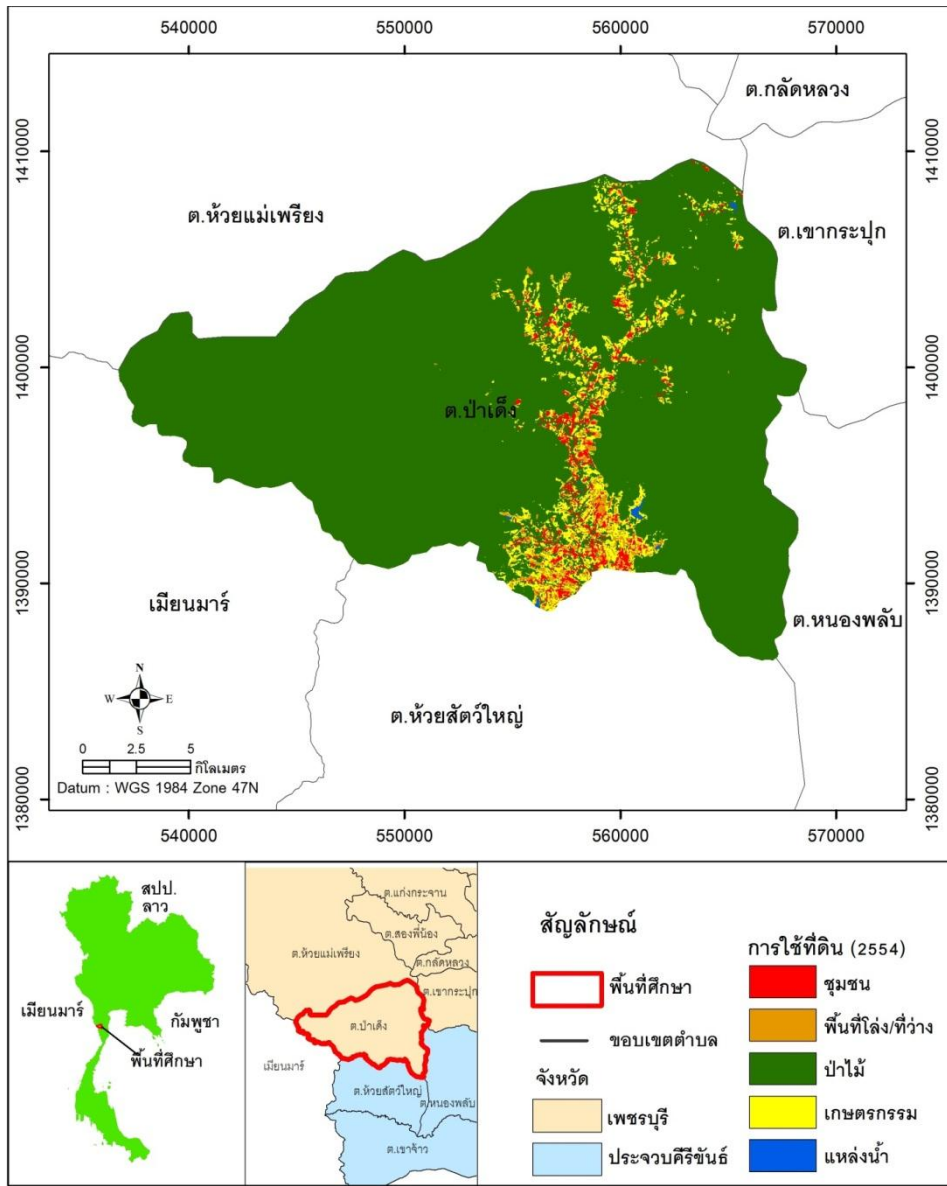 540000 550000 560000 570000
1410000
1400000
1390000
1380000
1410000
1400000
1390000
1380000
ต.กลัดหลวง
ต.ห้วยแม่เพรียง
ต.เขากระปุก
ต.ป่าเด็ง
เมียนมาร์
ต.หนองพลับ
ต.ห้วยสัตว์ใหญ่
N
W E
S
0 2.5 5
กิโลเมตร
Datum : WGS 1984 Zone 47N
540000 550000 560000 570000
สปป.
ลาว
เมียนมาร์
กัมพูชา
พื้นที่ศึกษา
ต.แก่งกระจาน
ต.สองพี่น้อง
ต.ห้วยแม่เพรียง
ต.กลัดหลวง
ต.เขากระปุก
ต.ป่าเด็ง
เมียนมาร์
ต.ห้วยสัตว์ใหญ่
ต.หนองพลับ
ต.เขาจ้าว
สัญลักษณ์
พื้นที่ศึกษา
ขอบเขตตำบล
จังหวัด
เพชรบุรี
ประจวบคีรีขันธ์
การใช้ที่ดิน (2554)
ชุมชน
พื้นที่โล่ง/ที่ว่าง
ป่าไม้
เกษตรกรรม
แหล่งน้ำ